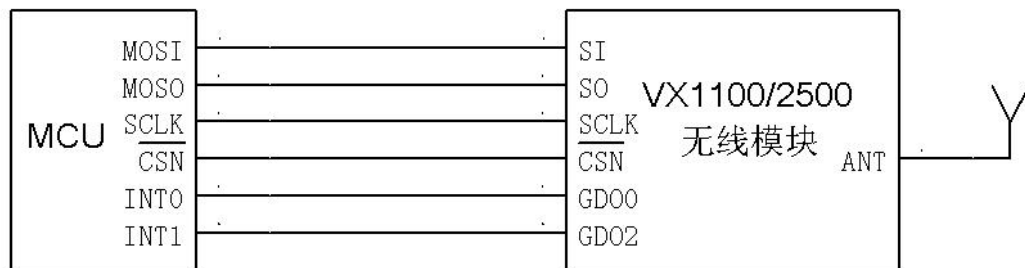 MCU
MOSI
MOSO
SCLK
CSN
INT0
INT1
SI
SO
SCLK
CSN
GDO0
GDO2
VX1100/2500
无线模块
ANT